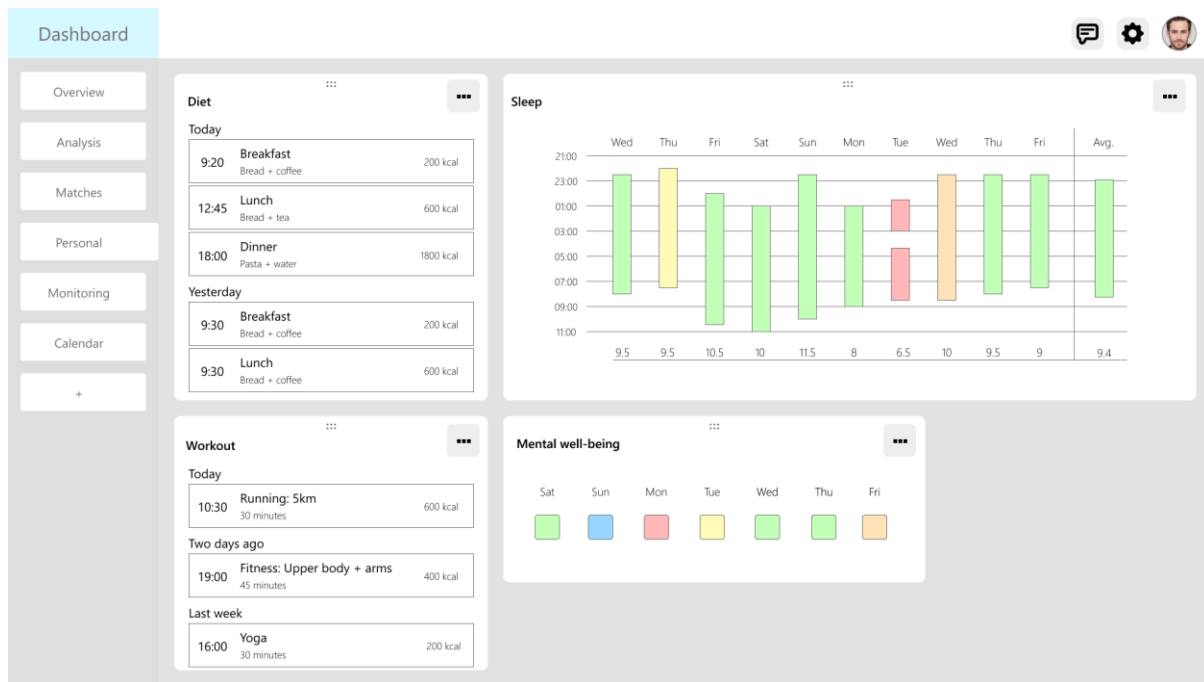 Dashboard
Overview
Analysis
Matches
Personal
Monitoring
Calendar
+
Diet
Today
9:20 Breakfast 200 kcal
Bread + coffee
12:45 Lunch 600 kcal
Bread + tea
18:00 Dinner 1800 kcal
Pasta + water
Yesterday
9:30 Breakfast 200 kcal
Bread + coffee
9:30 Lunch 600 kcal
Bread + coffee
Sleep
Wed Thu Fri Sat Sun Mon Tue Wed Thu Fri Avg.
21:00
23:00
01:00
03:00
05:00
07:00
09:00
11:00
9.5 9.5 10.5 10 11.5 8 6.5 10 9.5 9 9.4
Workout
Today
10:30 Running: 5km 600 kcal
30 minutes
Two days ago
19:00 Fitness: Upper body + arms 400 kcal
45 minutes
Last week
16:00 Yoga 200 kcal
30 minutes
Mental well-being
Sat Sun Mon Tue Wed Thu Fri